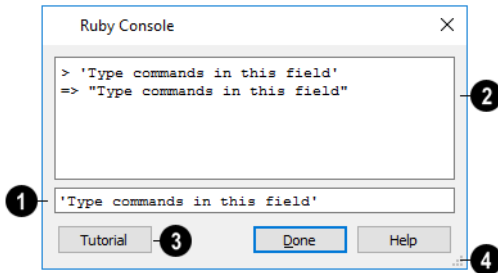 Ruby Console
> 'Type commands in this field'
=> "Type commands in this field"
2
1
'Type commands in this field'
Tutorial
3
Done
Help
4